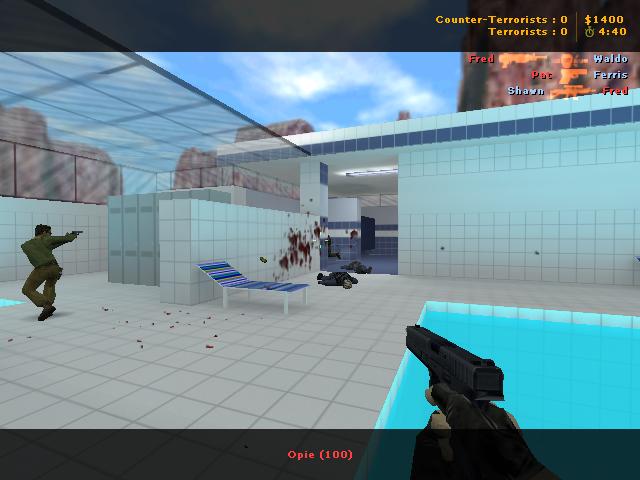 Counter-Terrorists : 0 $1400
Terrorists : 0 4:40
Fred Waldo
Pat Ferris
Shawn Fred
Opie (100)